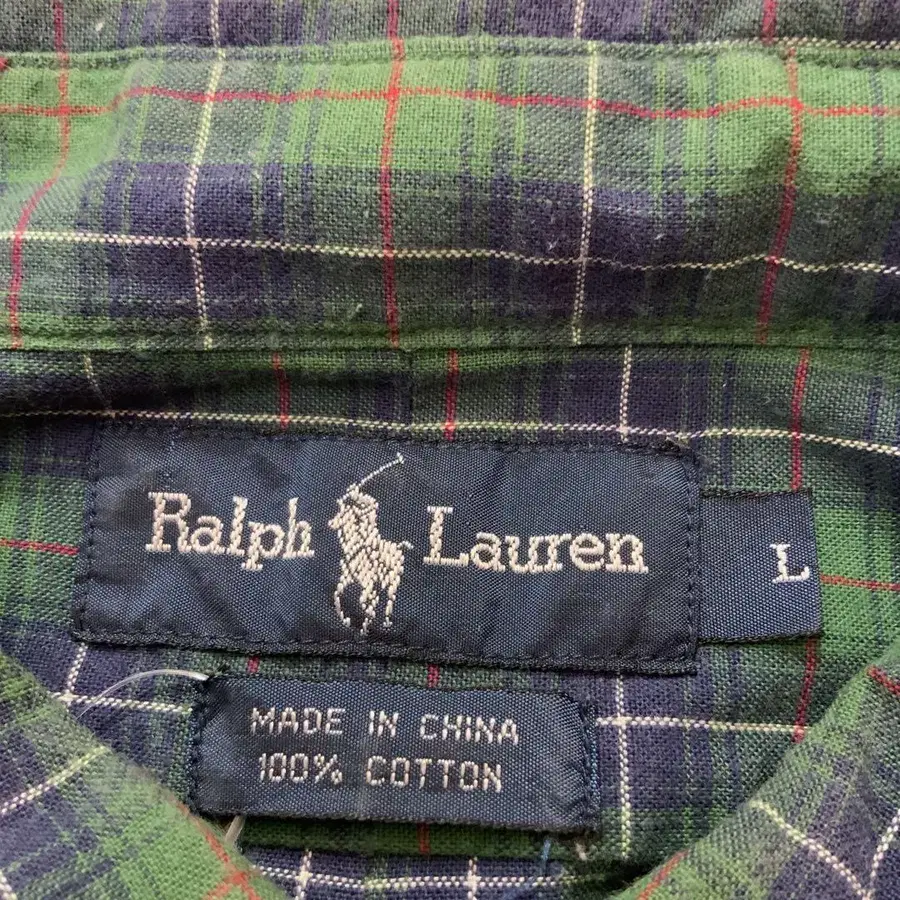 Ralph Lauren
L
MADE IN CHINA
100% COTTON